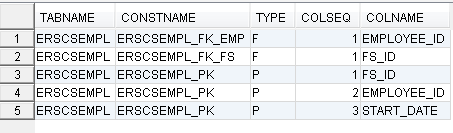 TABNAME CONSTNAME TYPE COLSEQ COLNAME
1 ERSCSEMPL ERSCSEMPL_FK_EMP F 1 EMPLOYEE_ID
2 ERSCSEMPL ERSCSEMPL_FK_FS F 1 FS_ID
3 ERSCSEMPL ERSCSEMPL_PK P 1 FS_ID
4 ERSCSEMPL ERSCSEMPL_PK P 2 EMPLOYEE_ID
5 ERSCSEMPL ERSCSEMPL_PK P 3 START_DATE